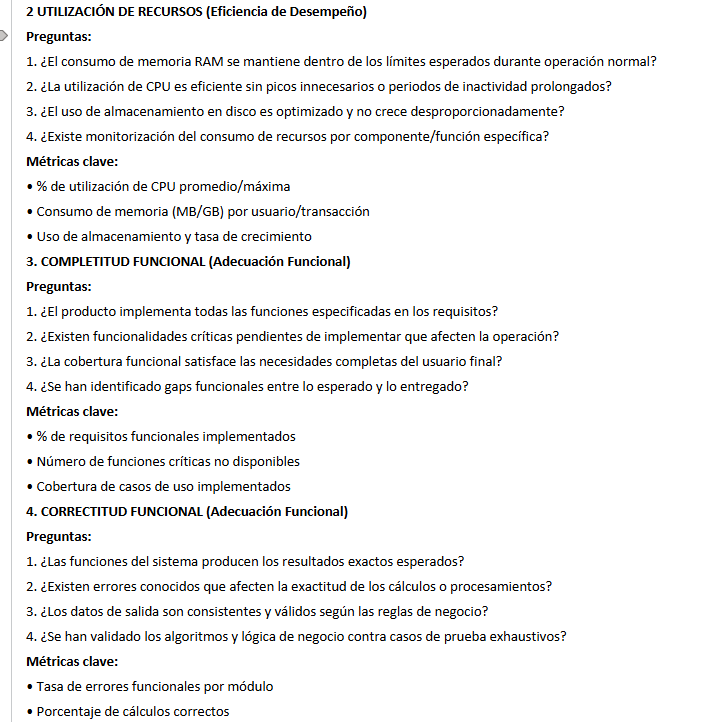 2 UTILIZACIÓN DE RECURSOS (Eficiencia de Desempeño)
Preguntas:
1. ¿El consumo de memoria RAM se mantiene dentro de los límites esperados durante operación normal?
2. ¿La utilización de CPU es eficiente sin picos innecesarios o periodos de inactividad prolongados?
3. ¿El uso de almacenamiento en disco es optimizado y no crece desproporcionadamente?
4. ¿Existe monitorización del consumo de recursos por componente/función específica?
Métricas clave:
• % de utilización de CPU promedio/máxima
• Consumo de memoria (MB/GB) por usuario/transacción
• Uso de almacenamiento y tasa de crecimiento
3. COMPLETITUD FUNCIONAL (Adecuación Funcional)
Preguntas:
1. ¿El producto implementa todas las funciones especificadas en los requisitos?
2. ¿Existen funcionalidades críticas pendientes de implementar que afecten la operación?
3. ¿La cobertura funcional satisface las necesidades completas del usuario final?
4. ¿Se han identificado gaps funcionales entre lo esperado y lo entregado?
Métricas clave:
• % de requisitos funcionales implementados
• Número de funciones críticas no disponibles
• Cobertura de casos de uso implementados
4. CORRECTITUD FUNCIONAL (Adecuación Funcional)
Preguntas:
1. ¿Las funciones del sistema producen los resultados exactos esperados?
2. ¿Existen errores conocidos que afecten la exactitud de los cálculos o procesamientos?
3. ¿Los datos de salida son consistentes y válidos según las reglas de negocio?
4. ¿Se han validado los algoritmos y lógica de negocio contra casos de prueba exhaustivos?
Métricas clave:
• Tasa de errores funcionales por módulo
• Porcentaje de cálculos correctos